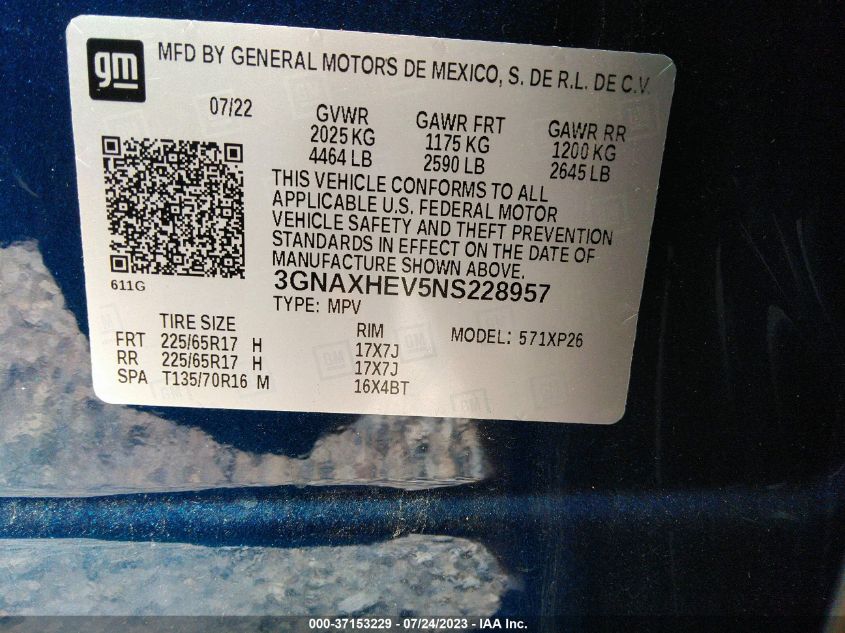 gm
MFD BY GENERAL MOTORS DE MEXICO, S. DE R.L. DE C.V.
07/22 GVWR GAWR FRT GAWR RR
2025 KG 1175 KG 1200 KG
4464 LB 2590 LB 2645 LB
THIS VEHICLE CONFORMS TO ALL
APPLICABLE U.S. FEDERAL MOTOR
VEHICLE SAFETY AND THEFT PREVENTION
STANDARDS IN EFFECT ON THE DATE OF
MANUFACTURE SHOWN ABOVE.
611G
3GNAXHEV5NS228957
TYPE: MPV
TIRE SIZE RIM MODEL: 571XP26
FRT 225/65R17 H 17X7J
RR 225/65R17 H 17X7J
SPA T135/70R16 M 16X4BT
000-37153229 - 07/24/2023 - IAA Inc.